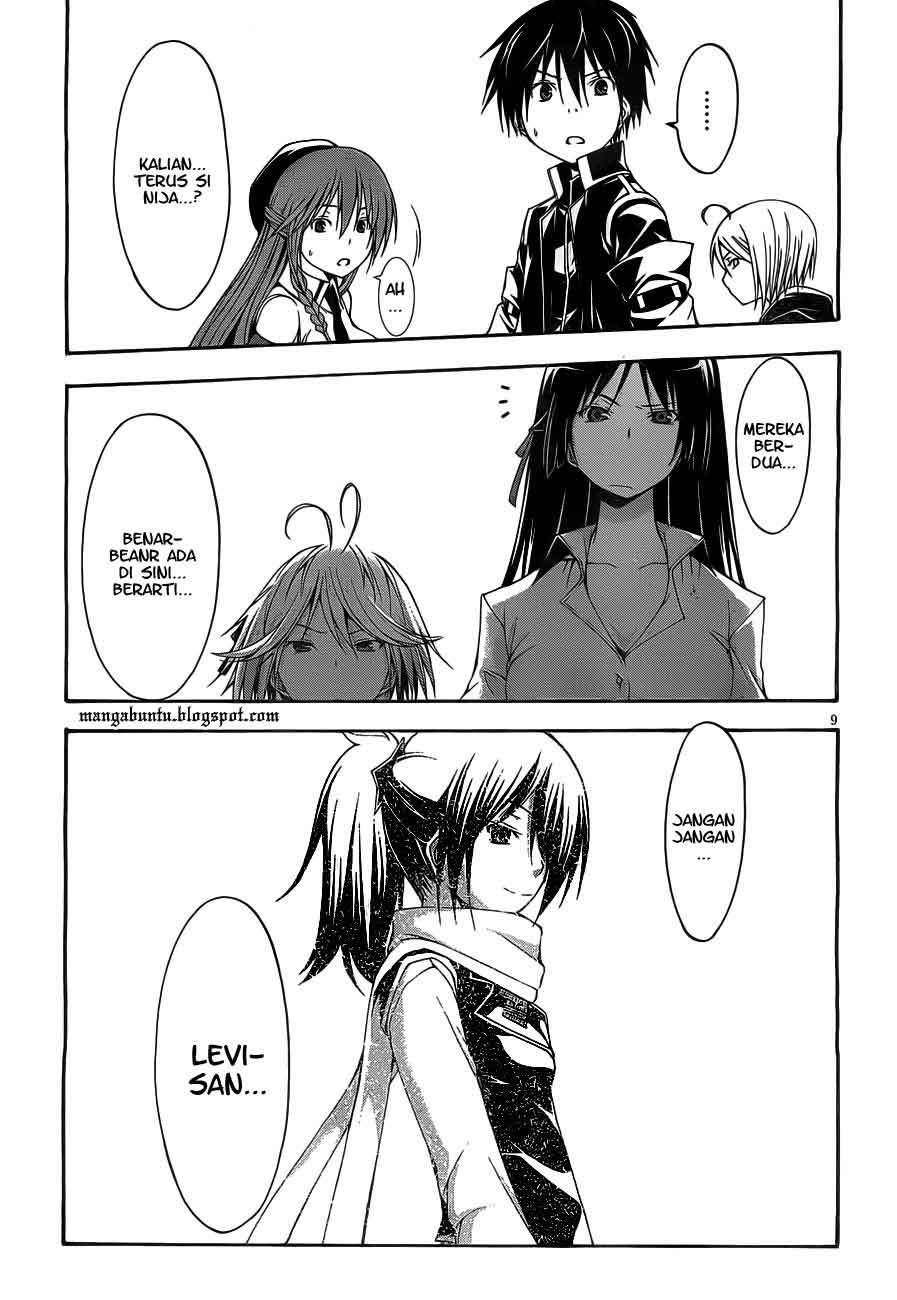 ......
KALIAN...
TERUS SI
NIJA...?
AH
...
MEREKA
BER-
DUA...
BENAR-
BEANR ADA
DI SINI...
BERARTI...
mangabuntu.blogspot.com
9
JANGAN
JANGAN
...
LEVI-
SAN...